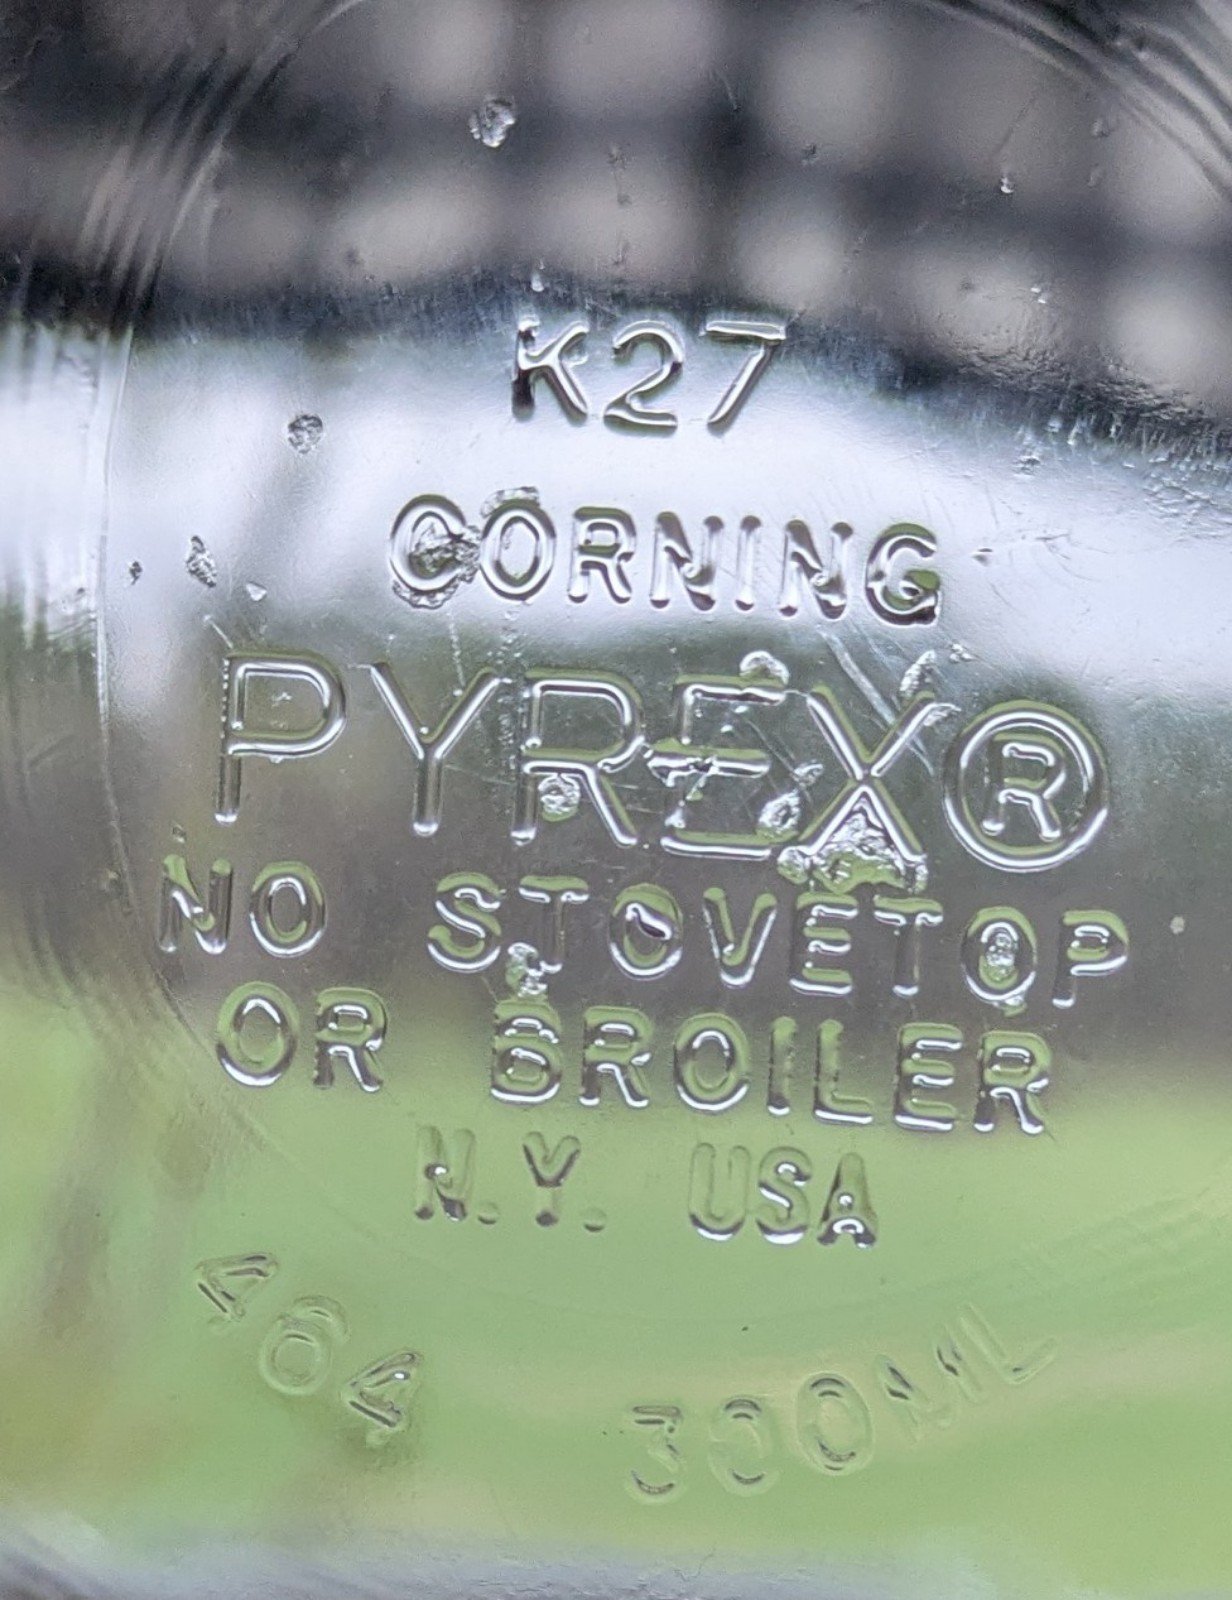 K27
CORNING
PYREX®
NO STOVETOP
OR BROILER
N.Y. USA
464 300ML